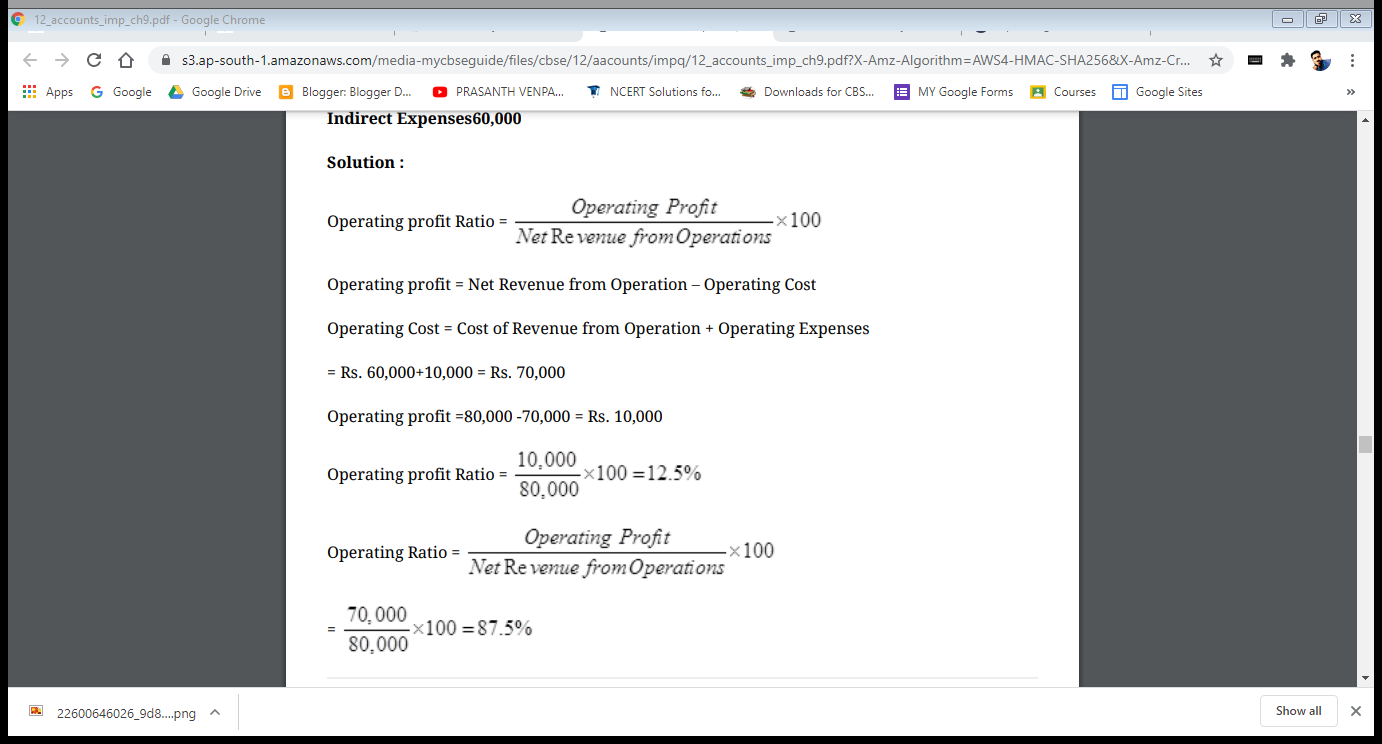 12_accounts_imp_ch9.pdf - Google Chrome
s3.ap-south-1.amazonaws.com/media-mycbseguide/files/cbse/12/aacounts/impq/12_accounts_imp_ch9.pdf?X-Amz-Algorithm=AWS4-HMAC-SHA256&X-Amz-Cr...
Apps Google Google Drive Blogger: Blogger D... PRASANTH VENPA... NCERT Solutions fo... Downloads for CBS... MY Google Forms Courses Google Sites »
Indirect Expenses60,000
Solution :
Operating profit Ratio = Operating Profit / Net Revenue from Operations ×100
Operating profit = Net Revenue from Operation – Operating Cost
Operating Cost = Cost of Revenue from Operation + Operating Expenses
= Rs. 60,000+10,000 = Rs. 70,000
Operating profit =80,000 -70,000 = Rs. 10,000
Operating profit Ratio = 10,000 / 80,000 ×100 =12.5%
Operating Ratio = Operating Profit / Net Revenue from Operations ×100
= 70,000 / 80,000 ×100 =87.5%
22600646026_9d8....png
Show all